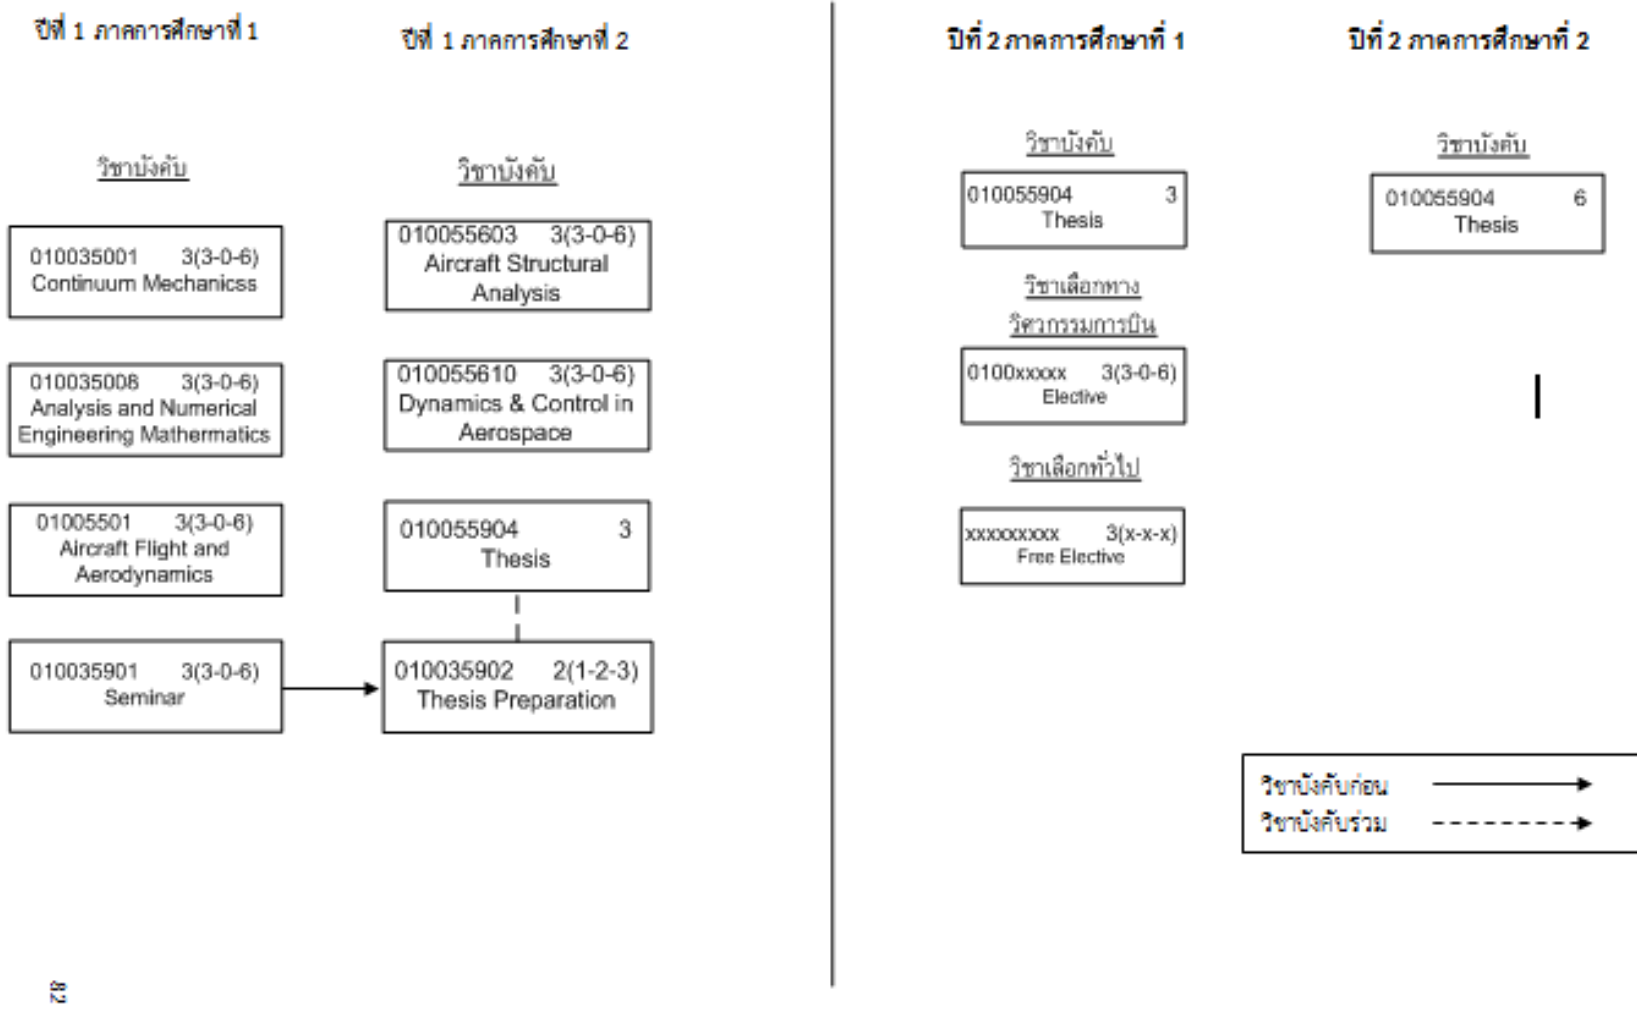 ปีที่ 1 ภาคการศึกษาที่ 1
วิชาบังคับ
010035001 3(3-0-6)
Continuum Mechanicss
010035008 3(3-0-6)
Analysis and Numerical
Engineering Mathermatics
01005501 3(3-0-6)
Aircraft Flight and
Aerodynamics
010035901 3(3-0-6)
Seminar
ปีที่ 1 ภาคการศึกษาที่ 2
วิชาบังคับ
010055603 3(3-0-6)
Aircraft Structural
Analysis
010055610 3(3-0-6)
Dynamics & Control in
Aerospace
010055904 3
Thesis
010035902 2(1-2-3)
Thesis Preparation
ปีที่ 2 ภาคการศึกษาที่ 1
วิชาบังคับ
010055904 3
Thesis
วิชาเลือกทาง
วิศวกรรมการบิน
0100xxxxx 3(3-0-6)
Elective
วิชาเลือกทั่วไป
xxxxxxxxx 3(x-x-x)
Free Elective
ปีที่ 2 ภาคการศึกษาที่ 2
วิชาบังคับ
010055904 6
Thesis
วิชาบังคับก่อน
วิชาบังคับร่วม
82